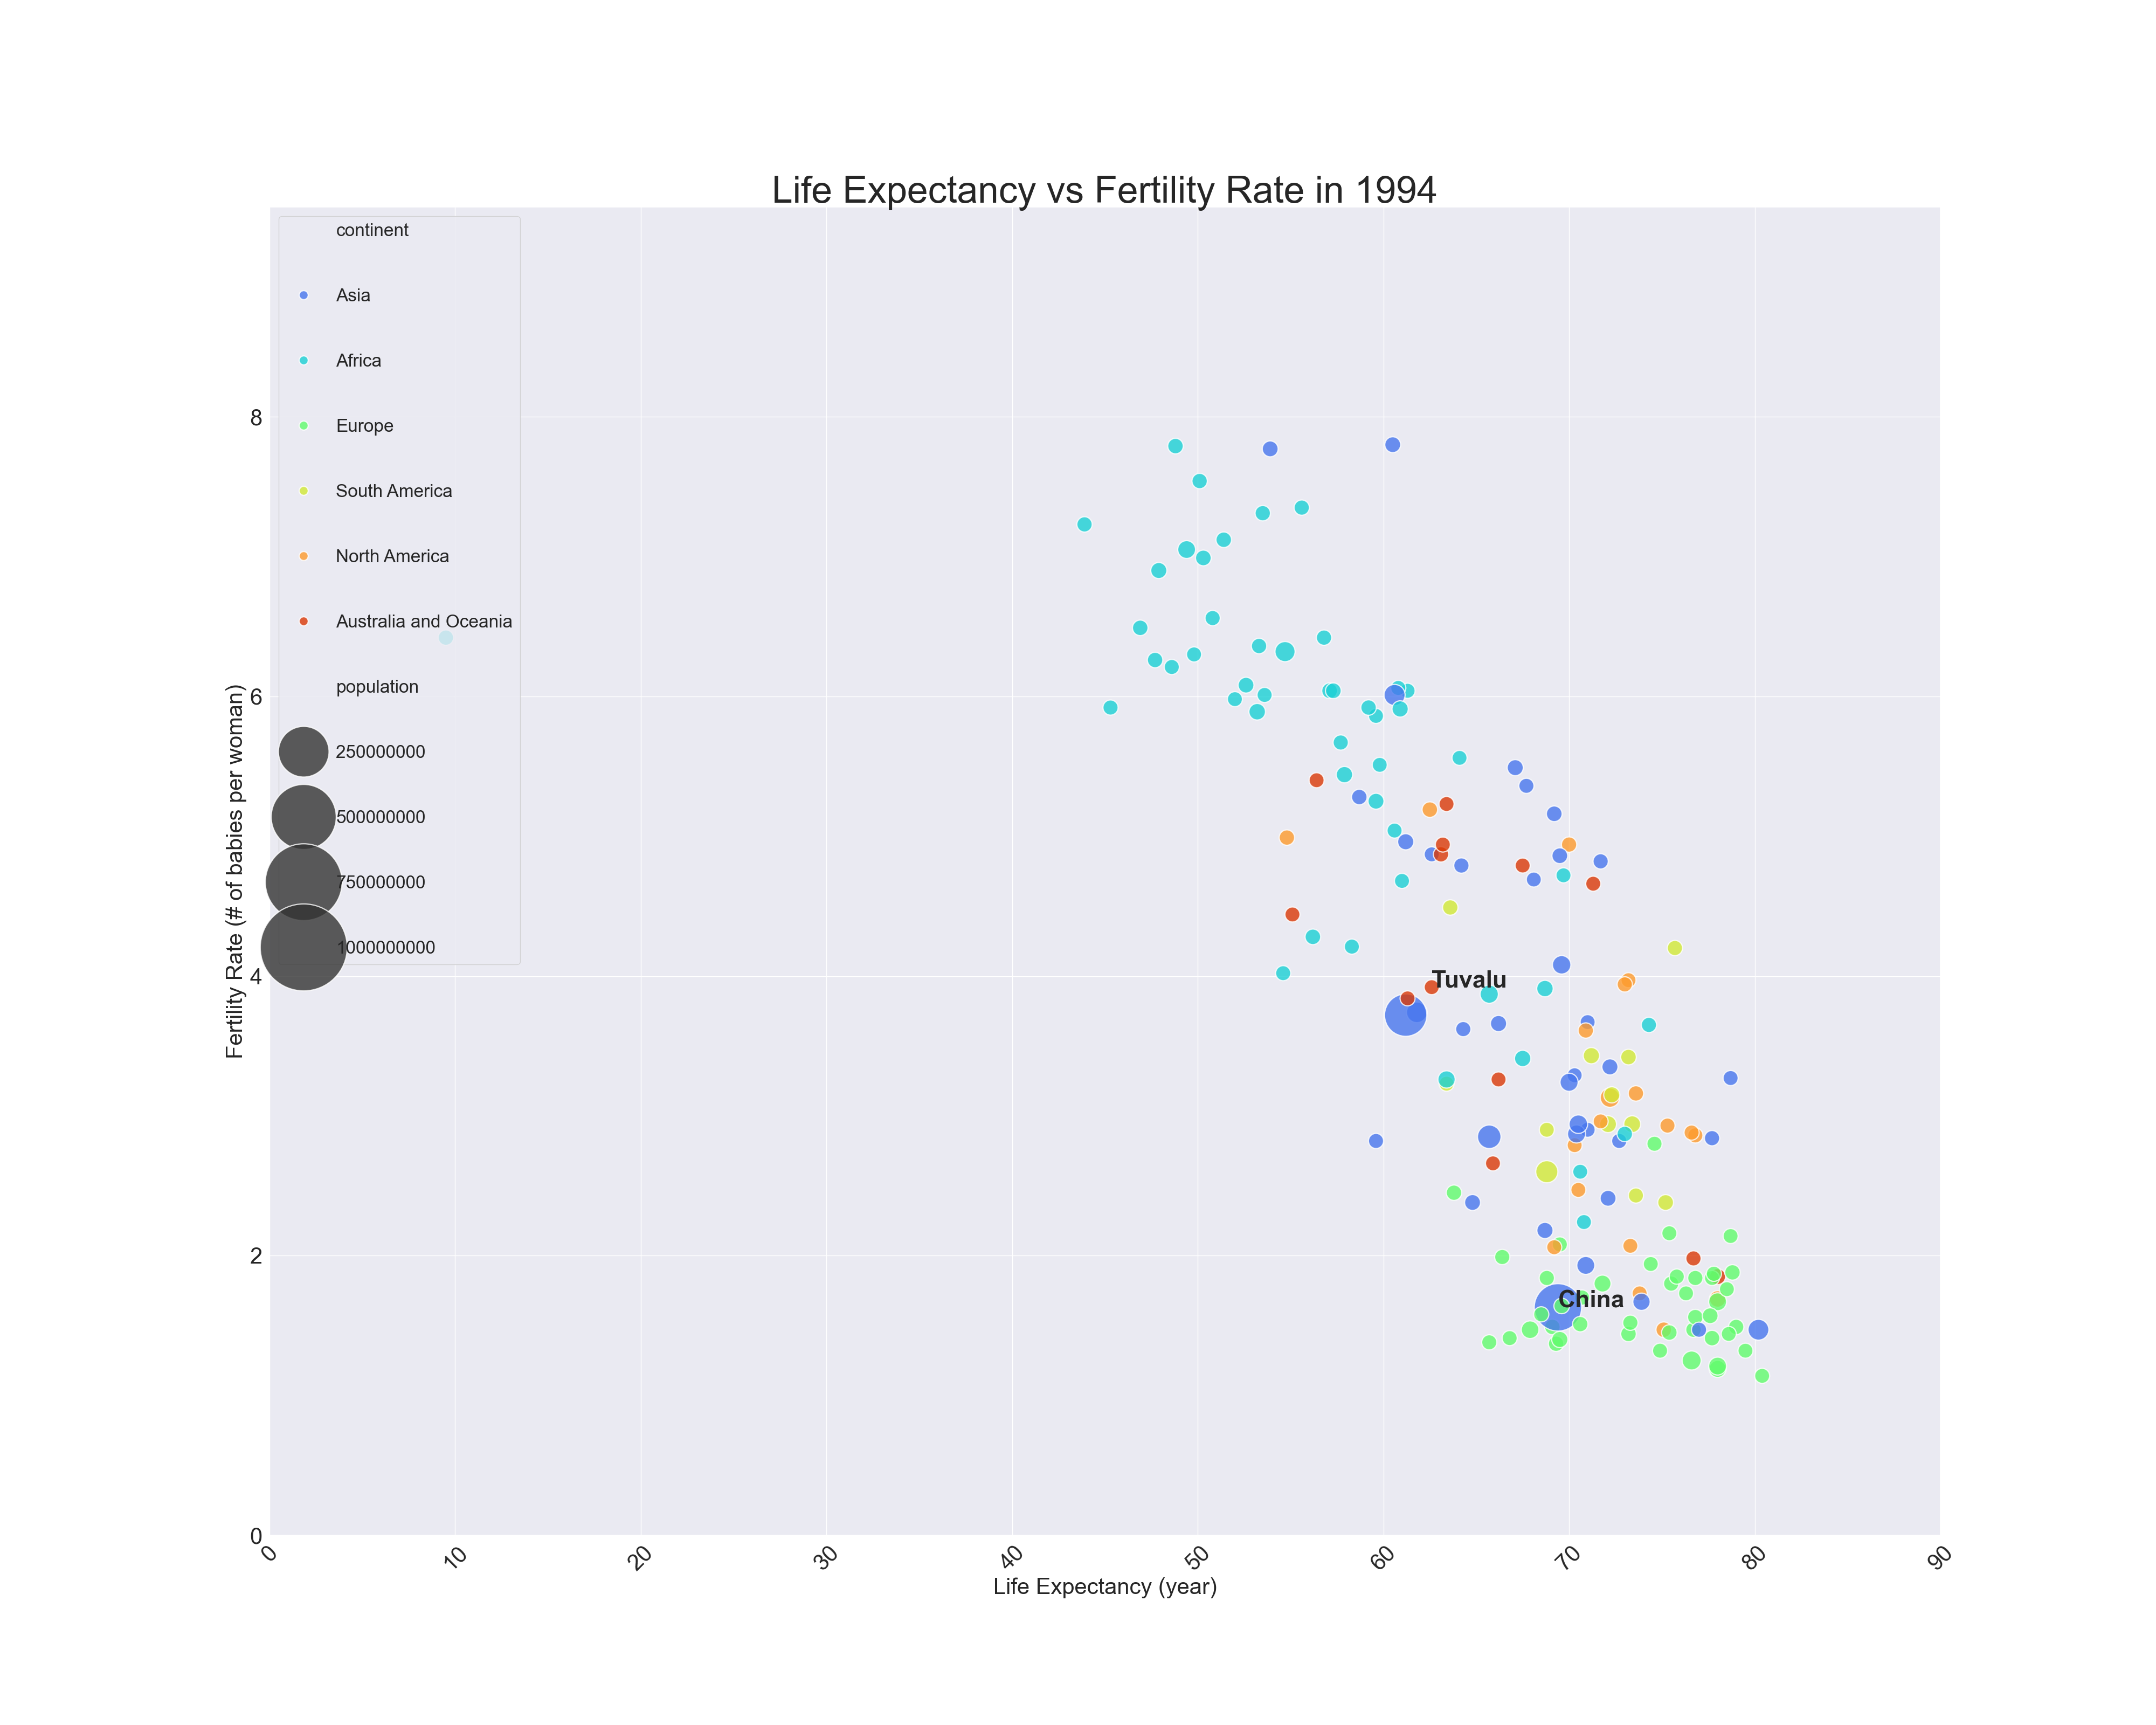 Life Expectancy vs Fertility Rate in 1994
continent
Asia
Africa
Europe
South America
North America
Australia and Oceania
population
250000000
500000000
750000000
1000000000
Fertility Rate (# of babies per woman)
8
6
4
2
0
Tuvalu
China
0 10 20 30 40 50 60 70 80 90
Life Expectancy (year)